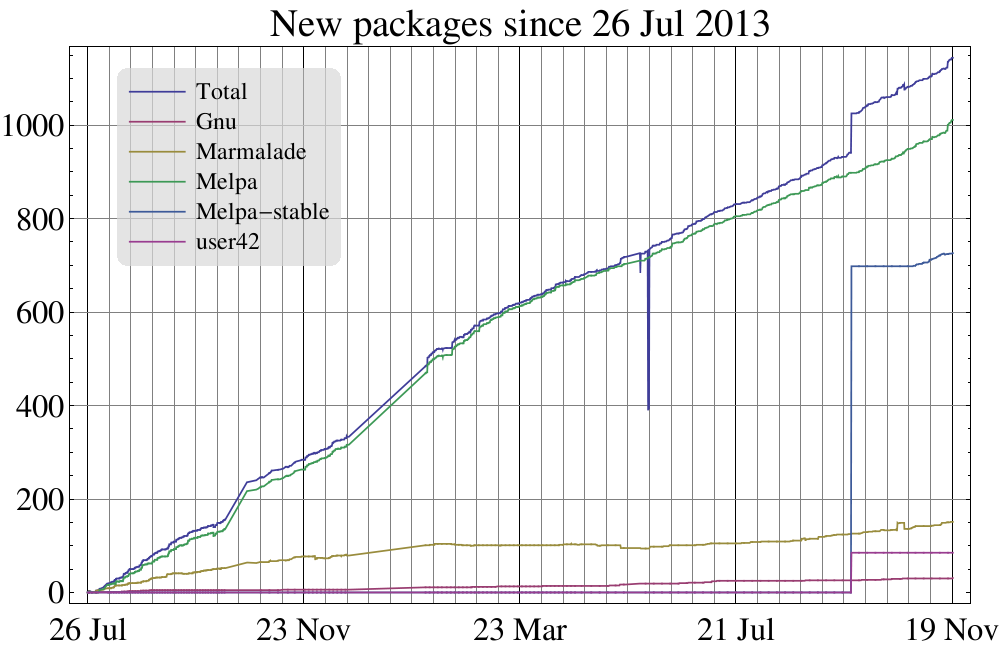 New packages since 26 Jul 2013
Total
Gnu
Marmalade
Melpa
Melpa-stable
user42
1000
800
600
400
200
0
26 Jul 23 Nov 23 Mar 21 Jul 19 Nov